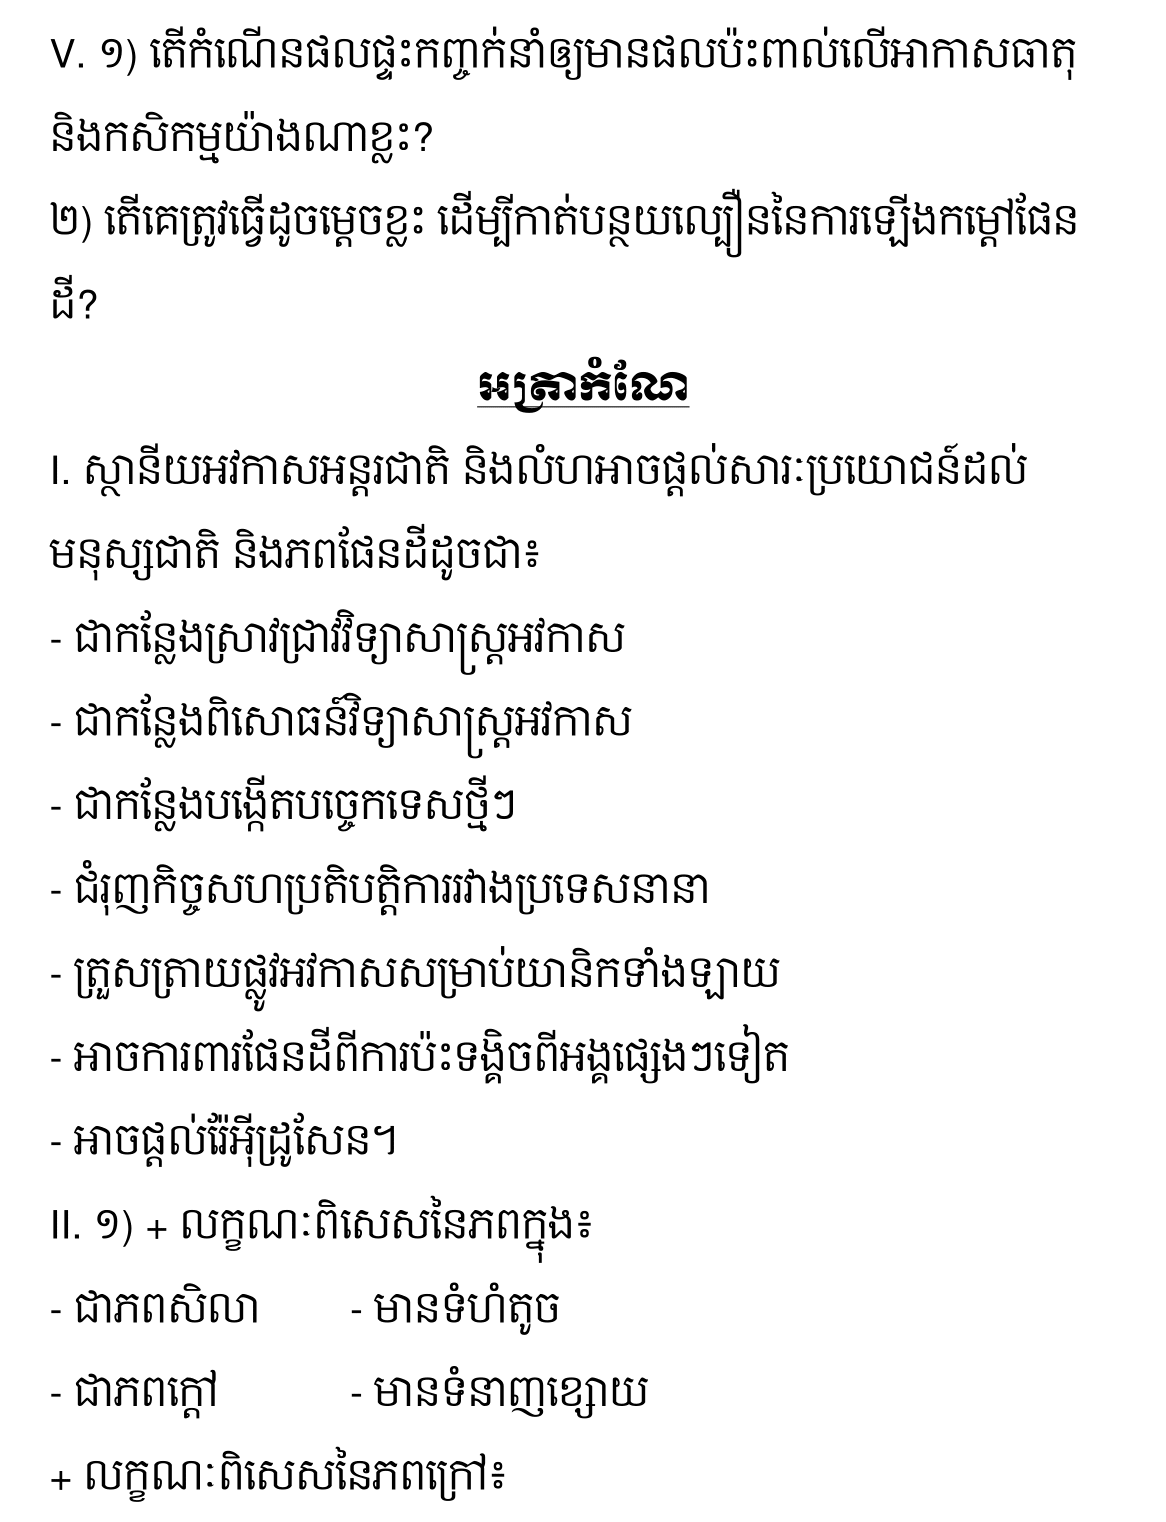 V. ១) តើកំណើនផលផ្ទះកញ្ចក់នាំឲ្យមានផលប៉ះពាល់លើអាកាសធាតុ
និងកសិកម្មយ៉ាងណាខ្លះ?
២) តើគេត្រូវធ្វើដូចម្ដេចខ្លះ ដើម្បីកាត់បន្ថយល្បឿននៃការឡើងកម្ដៅផែន
ដី?
អត្រាកំណែ
I. ស្ថានីយអវកាសអន្តរជាតិ និងលំហអាចផ្ដល់សារៈប្រយោជន៍ដល់
មនុស្សជាតិ និងភពផែនដីដូចជា៖
- ជាកន្លែងស្រាវជ្រាវវិទ្យាសាស្ត្រអវកាស
- ជាកន្លែងពិសោធន៍វិទ្យាសាស្ត្រអវកាស
- ជាកន្លែងបង្កើតបច្ចេកទេសថ្មីៗ
- ជំរុញកិច្ចសហប្រតិបត្តិការរវាងប្រទេសនានា
- ត្រួសត្រាយផ្លូវអវកាសសម្រាប់យានិកទាំងឡាយ
- អាចការពារផែនដីពីការប៉ះទង្គិចពីអង្គផ្សេងៗទៀត
- អាចផ្ដល់រ៉ែអ៊ីដ្រូសែន។
II. ១) + លក្ខណៈពិសេសនៃភពក្នុង៖
- ជាភពសិលា - មានទំហំតូច
- ជាភពក្ដៅ - មានទំនាញខ្សោយ
+ លក្ខណៈពិសេសនៃភពក្រៅ៖